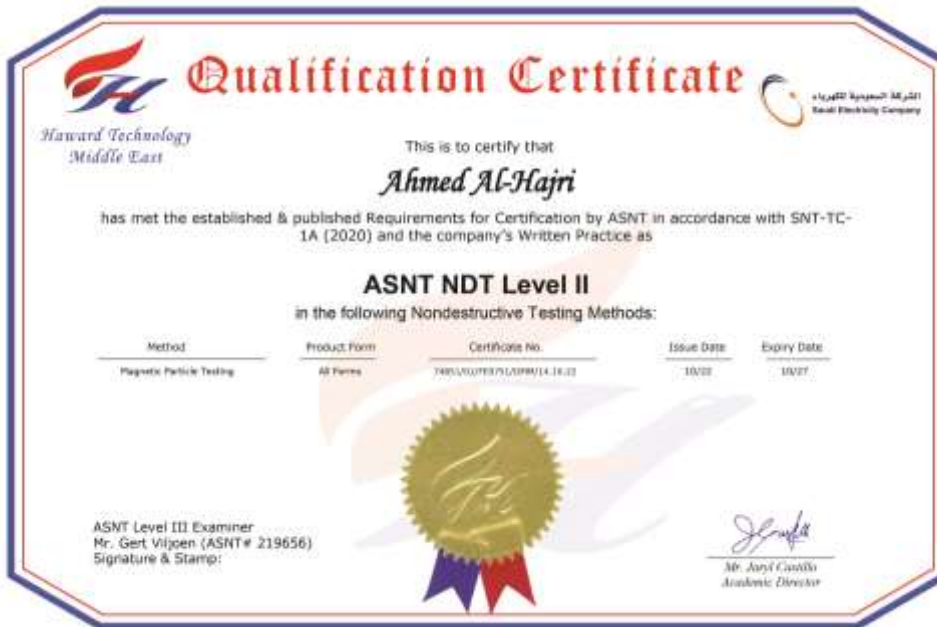 Qualification Certificate
Haward Technology
Middle East
الشركة السعودية للكهرباء
Saudi Electricity Company
This is to certify that
Ahmed Al-Hajri
has met the established & published Requirements for Certification by ASNT in accordance with SNT-TC-
1A (2020) and the company's Written Practice as
ASNT NDT Level II
in the following Nondestructive Testing Methods:
Method Product Form Certificate No. Issue Date Expiry Date
Magnetic Particle Testing All Forms 10/22 10/27
ASNT Level III Examiner
Mr. Gert Viljoen (ASNT# 219656)
Signature & Stamp:
Mr. Jaryl Castillo
Academic Director